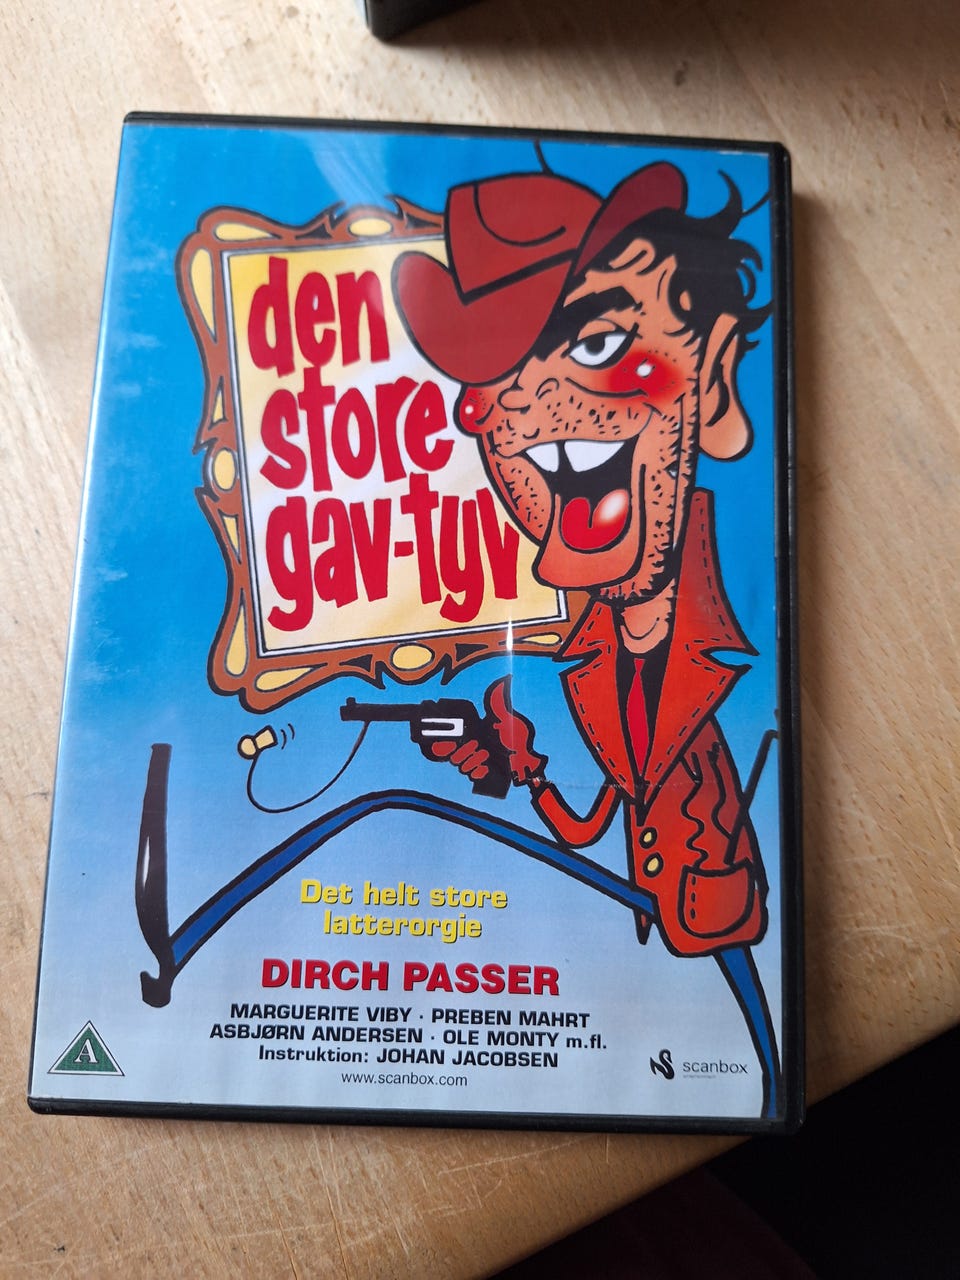 den
store
gav-tyv
Det helt store
latterorgie
DIRCH PASSER
MARGUERITE VIBY · PREBEN MAHRT
ASBJØRN ANDERSEN · OLE MONTY m.fl.
Instruktion: JOHAN JACOBSEN
www.scanbox.com
A
scanbox